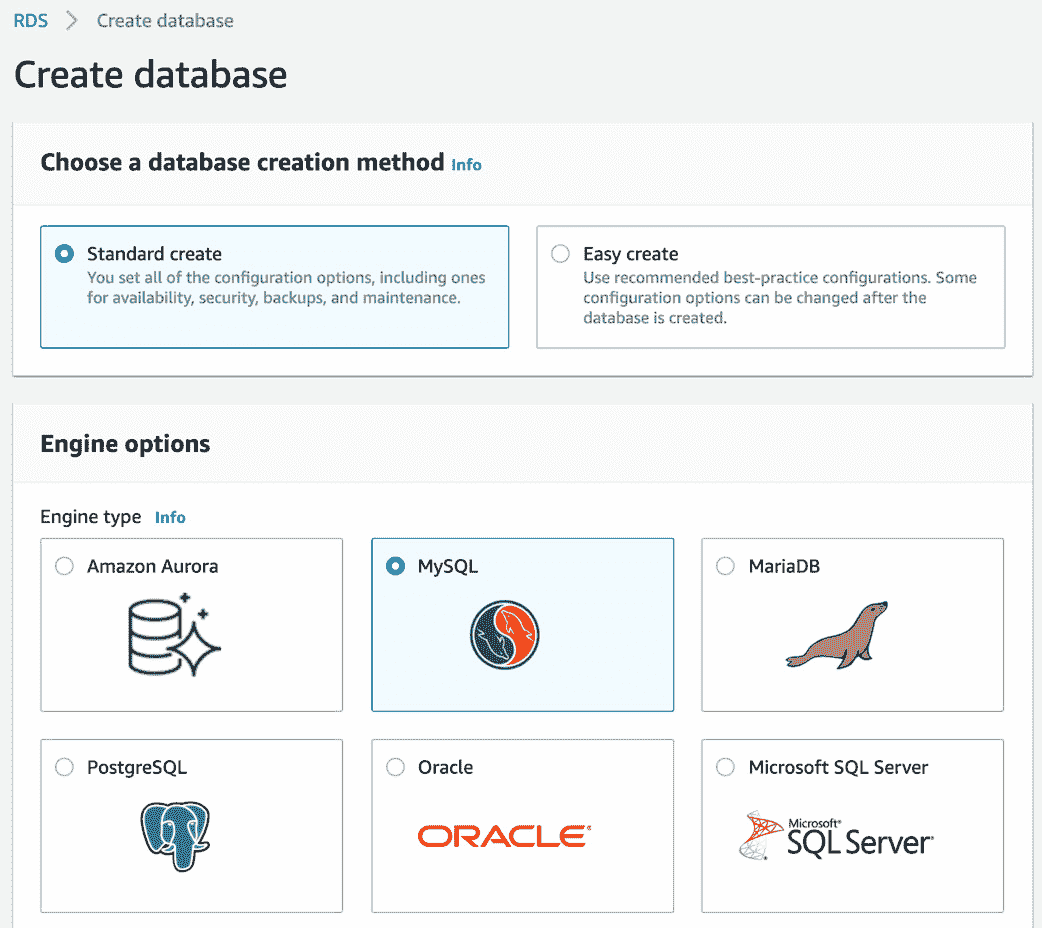 RDS > Create database
Create database
Choose a database creation method Info
Standard create
You set all of the configuration options, including ones
for availability, security, backups, and maintenance.
Easy create
Use recommended best-practice configurations. Some
configuration options can be changed after the
database is created.
Engine options
Engine type Info
Amazon Aurora
MySQL
MariaDB
PostgreSQL
Oracle
ORACLE®
Microsoft SQL Server
Microsoft®
SQL Server®